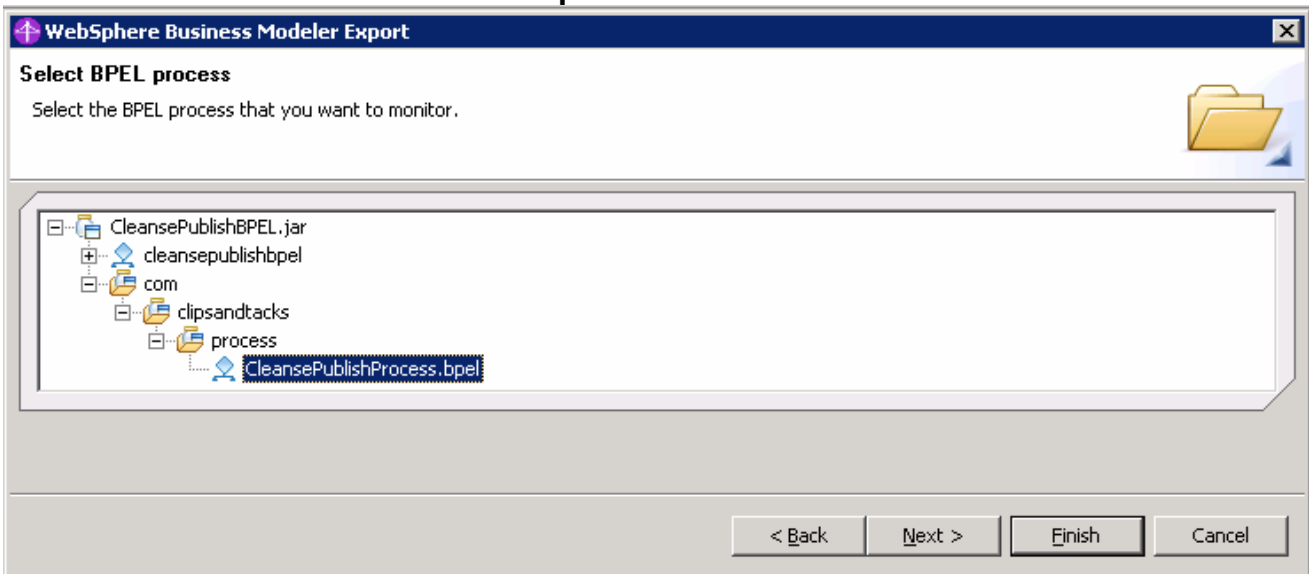 WebSphere Business Modeler Export
Select BPEL process
Select the BPEL process that you want to monitor.
CleansePublishBPEL.jar
cleansepublishbpel
com
clipsandtacks
process
CleansePublishProcess.bpel
< Back Next > Finish Cancel